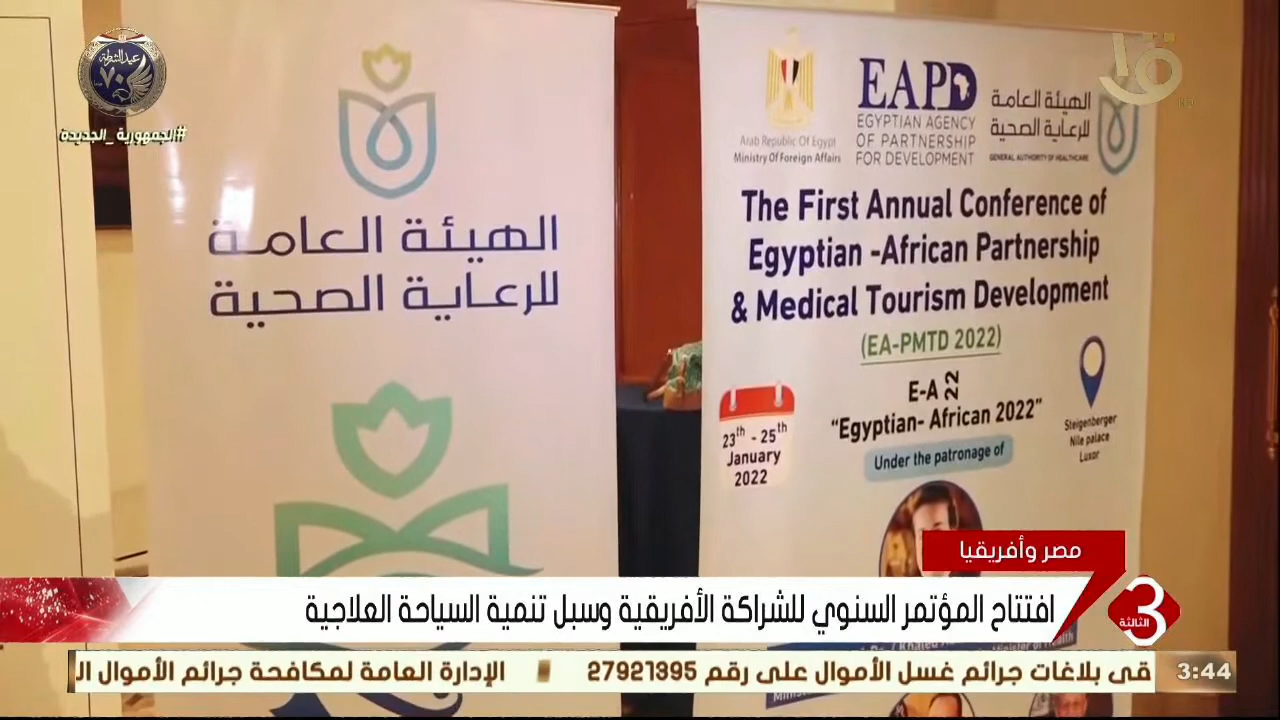 عيد الشرطة
٧٠
#الجمهورية_الجديدة
الهيئة العامة
للرعاية الصحية
Arab Republic Of Egypt
Ministry Of Foreign Affairs
EAPD
EGYPTIAN AGENCY
OF PARTNERSHIP
FOR DEVELOPMENT
الهيئة العامة
للرعاية الصحية
GENERAL AUTHORITY OF HEALTHCARE
The First Annual Conference of
Egyptian -African Partnership
& Medical Tourism Development
(EA-PMTD 2022)
E-A 22
"Egyptian- African 2022"
23th - 25th
January
2022
Steigenberger
Nile palace
Luxor
Under the patronage of
مصر وأفريقيا
افتتاح المؤتمر السنوي للشراكة الأفريقية وسبل تنمية السياحة العلاجية
3
الثالثة
قى بلاغات جرائم غسل الأموال على رقم 27921395
الإدارة العامة لمكافحة جرائم الأموال الـ
3:44